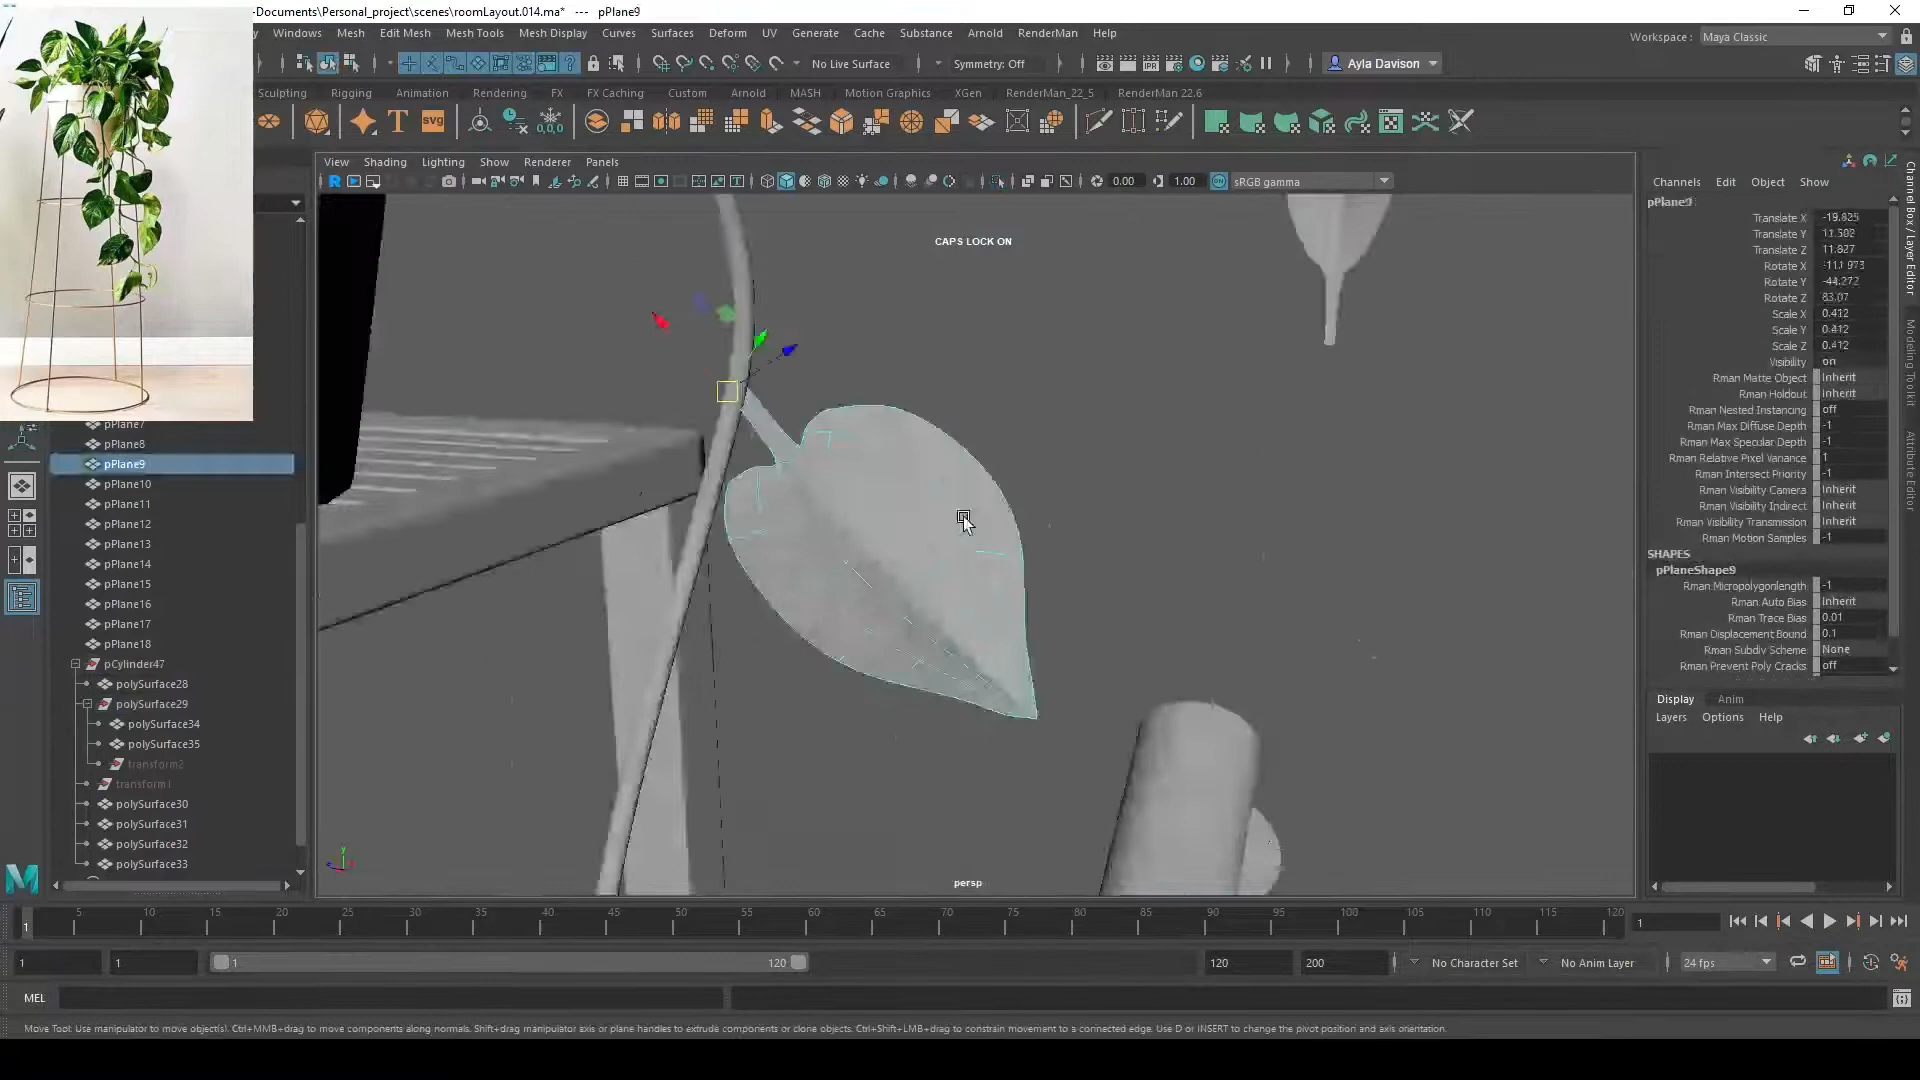 -Documents\Personal_project\scenes\roomLayout.014.ma*   ---   pPlane9
Windows Mesh Edit Mesh Mesh Tools Mesh Display Curves Surfaces Deform UV Generate Cache Substance Arnold RenderMan Help
Workspace : Maya Classic
No Live Surface Symmetry: Off Ayla Davison
Sculpting Rigging Animation Rendering FX FX Caching Custom Arnold MASH Motion Graphics XGen RenderMan_22_5 RenderMan 22.6
View Shading Lighting Show Renderer Panels
0.00 1.00 sRGB gamma
Channels Edit Object Show
pPlane9
Translate X -19.825
Translate Y 11.502
Translate Z 11.827
Rotate X -111.973
Rotate Y -44.272
Rotate Z 83.07
Scale X 0.412
Scale Y 0.412
Scale Z 0.412
Visibility on
Rman Matte Object Inherit
Rman Holdout Inherit
Rman Nested Instancing off
Rman Max Diffuse Depth -1
Rman Max Specular Depth -1
Rman Relative Pixel Variance 1
Rman Intersect Priority -1
Rman Visibility Camera Inherit
Rman Visibility Indirect Inherit
Rman Visibility Transmission Inherit
Rman Motion Samples -1
SHAPES
pPlaneShape9
Rman Micropolygonlength -1
Rman Auto Bias Inherit
Rman Trace Bias 0.01
Rman Displacement Bound 0.1
Rman Subdiv Scheme None
Rman Prevent Poly Cracks off
Display Anim
Layers Options Help
Channel Box / Layer Editor
Modeling Toolkit
Attribute Editor
CAPS LOCK ON
persp
pPlane7
pPlane8
pPlane9
pPlane10
pPlane11
pPlane12
pPlane13
pPlane14
pPlane15
pPlane16
pPlane17
pPlane18
pCylinder47
polySurface28
polySurface29
polySurface34
polySurface35
transform2
transform1
polySurface30
polySurface31
polySurface32
polySurface33
5 10 15 20 25 30 35 40 45 50 55 60 65 70 75 80 85 90 95 100 105 110 115 120
1 1
1 1 1 120 120 200 No Character Set No Anim Layer 24 fps
MEL
Move Tool: Use manipulator to move object(s). Ctrl+MMB+drag to move components along normals. Shift+drag manipulator axis or plane handles to extrude components or clone objects. Ctrl+Shift+LMB+drag to constrain movement to a connected edge. Use D or INSERT to change the pivot position and axis orientation.